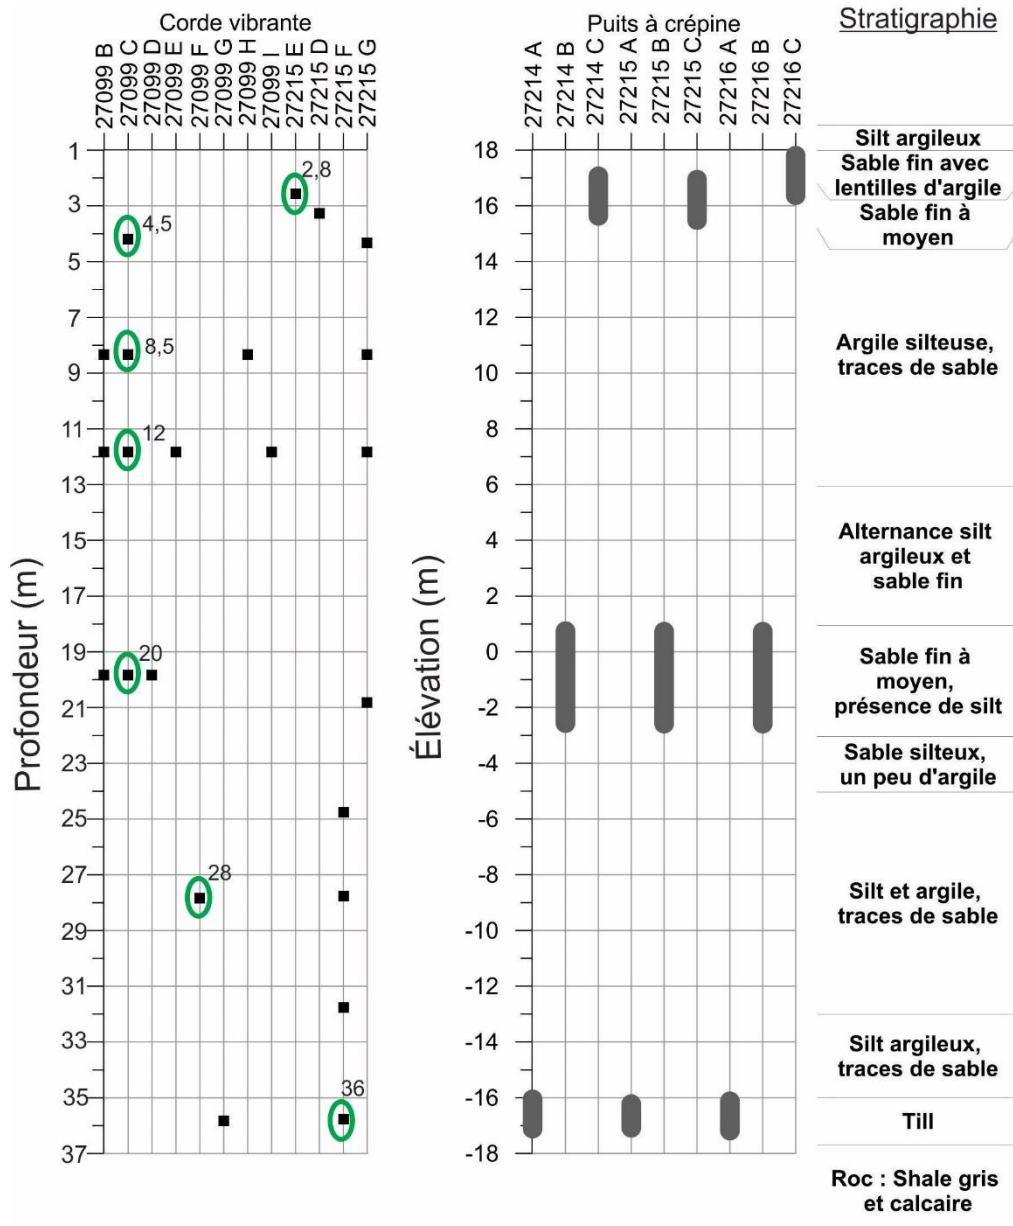 Corde vibrante
27099 B
27099 C
27099 D
27099 E
27099 F
27099 G
27099 H
27099 I
27215 E
27215 D
27215 F
27215 G
Profondeur (m)
1
3
5
7
9
11
13
15
17
19
21
23
25
27
29
31
33
35
37
2,8
4,5
8,5
12
20
28
36
Puits à crépine
27214 A
27214 B
27214 C
27215 A
27215 B
27215 C
27216 A
27216 B
27216 C
Élévation (m)
18
16
14
12
10
8
6
4
2
0
-2
-4
-6
-8
-10
-12
-14
-16
-18
Stratigraphie
Silt argileux
Sable fin avec
lentilles d'argile
Sable fin à
moyen
Argile silteuse,
traces de sable
Alternance silt
argileux et
sable fin
Sable fin à
moyen,
présence de silt
Sable silteux,
un peu d'argile
Silt et argile,
traces de sable
Silt argileux,
traces de sable
Till
Roc : Shale gris
et calcaire